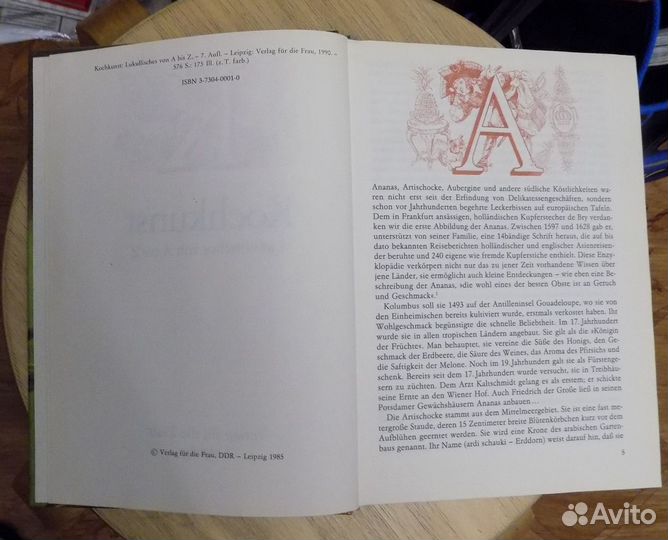 Kochkunst: Lukullisches von A bis Z. – 7. Aufl. – Leipzig: Verlag für die Frau, 1990. –
576 S.: 175 Ill. (z. T. farb.)
ISBN 3-7304-0001-0
© Verlag für die Frau, DDR – Leipzig 1985
A
Ananas, Artischocke, Aubergine und andere südliche Köstlichkeiten wa-
ren nicht erst seit der Erfindung von Delikatessengeschäften, sondern
schon vor Jahrhunderten begehrte Leckerbissen auf europäischen Tafeln.
Dem in Frankfurt ansässigen, holländischen Kupferstecher de Bry verdan-
ken wir die erste Abbildung der Ananas. Zwischen 1597 und 1628 gab er,
unterstützt von seiner Familie, eine 14bändige Schrift heraus, die auf bis
dato bekannten Reiseberichten holländischer und englischer Asienreisen-
der beruhte und 240 eigene wie fremde Kupferstiche enthielt. Diese Enzy-
klopädie verkörpert nicht nur das zu jener Zeit vorhandene Wissen über
jene Länder, sie ermöglicht auch kleine Entdeckungen – wie eben eine Be-
schreibung der Ananas, »die wohl eines der besten Obste ist an Geruch
und Geschmack«.¹
Kolumbus soll sie 1493 auf der Antilleninsel Gouadeloupe, wo sie von
den Einheimischen bereits kultiviert wurde, erstmals verkostet haben. Ihr
Wohlgeschmack begünstigte die schnelle Beliebtheit. Im 17. Jahrhundert
wurde sie in allen tropischen Ländern angebaut. Sie gilt als die »Königin
der Früchte«. Man behauptet, sie vereine die Süße des Honigs, den Ge-
schmack der Erdbeere, die Säure des Weines, das Aroma des Pfirsichs und
die Saftigkeit der Melone. Noch im 19. Jahrhundert galt sie als Fürstenge-
schenk. Bereits seit dem 17. Jahrhundert wurde versucht, sie in Treibhäu-
sern zu züchten. Dem Arzt Kaltschmidt gelang es als erstem; er schickte
seine Ernte an den Wiener Hof. Auch Friedrich der Große ließ in seinen
Potsdamer Gewächshäusern Ananas anbauen ...
Die Artischocke stammt aus dem Mittelmeergebiet. Sie ist eine fast me-
tergroße Staude, deren 15 Zentimeter breite Blütenkörbchen kurz vor dem
Aufblühen geerntet werden. Sie wird eine Krone des arabischen Garten-
baus genannt. Ihr Name (ardi schauki – Erddorn) weist darauf hin, daß sie
5
Avito